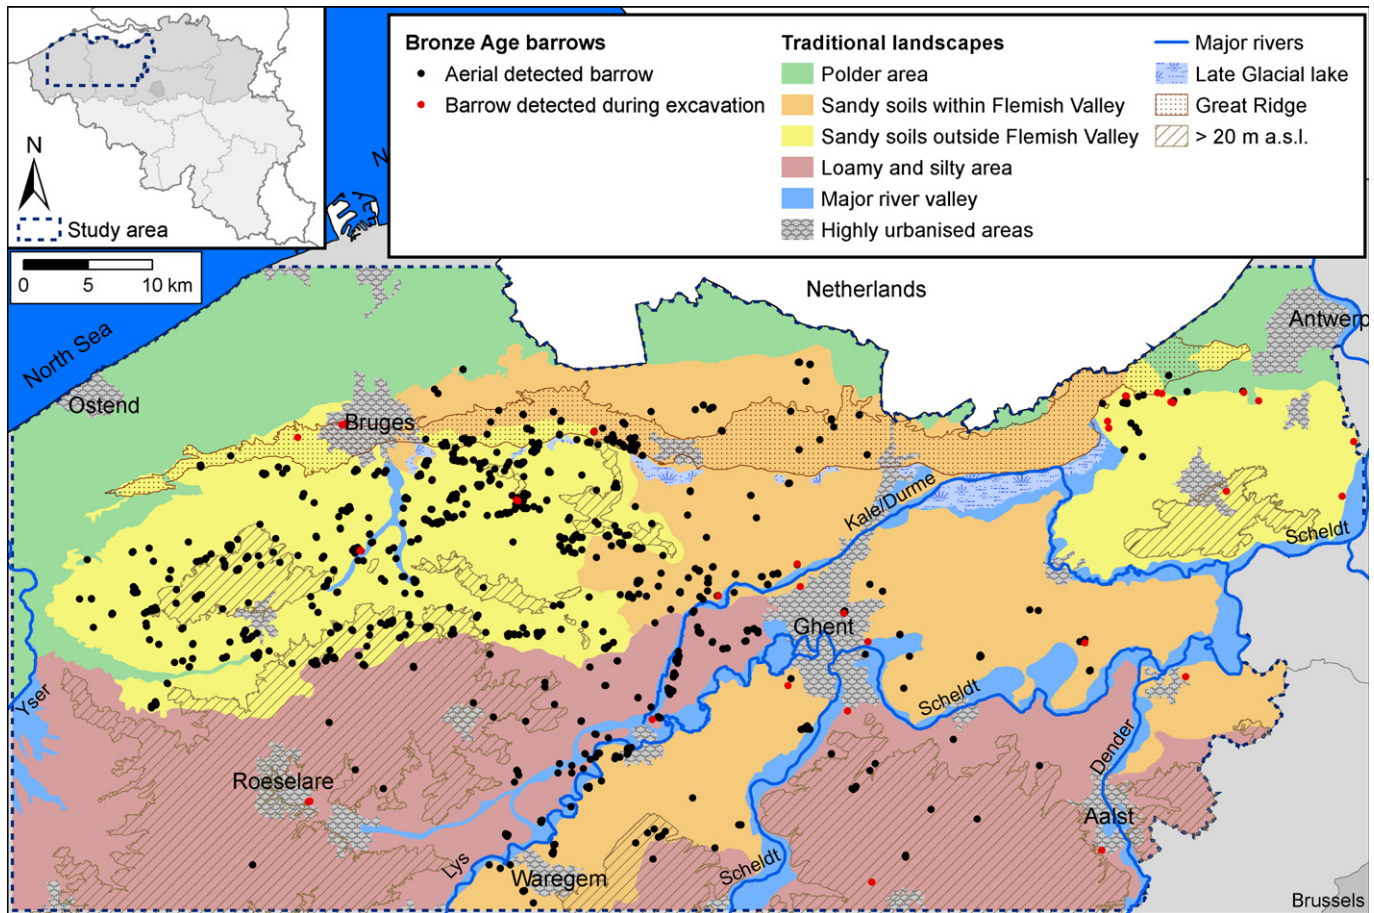 N
Study area
0 5 10 km
Bronze Age barrows
Aerial detected barrow
Barrow detected during excavation
Traditional landscapes
Polder area
Sandy soils within Flemish Valley
Sandy soils outside Flemish Valley
Loamy and silty area
Major river valley
Highly urbanised areas
Major rivers
Late Glacial lake
Great Ridge
> 20 m a.s.l.
N
Netherlands
North Sea
Antwerp
Ostend
Bruges
Kale/Durme
Scheldt
Ghent
Yser
Scheldt
Dender
Roeselare
Aalst
Lys
Waregem
Scheldt
Brussels